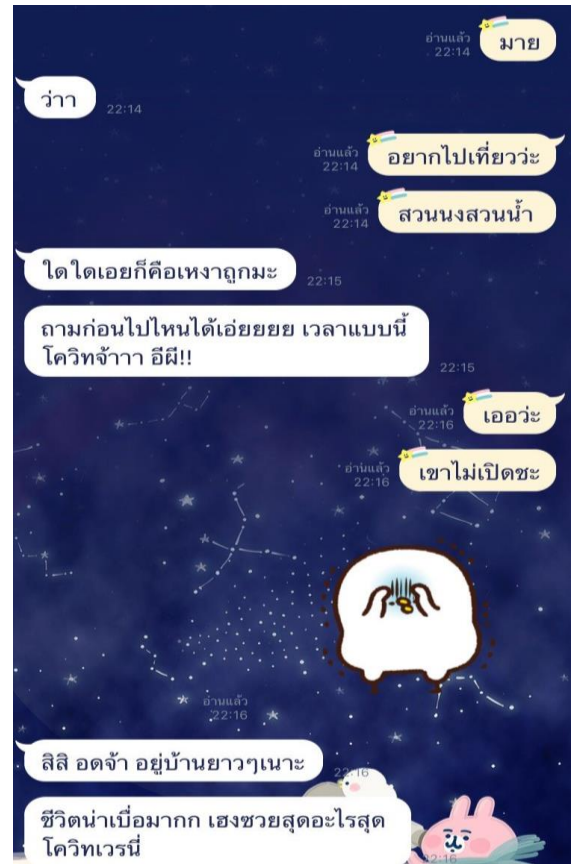 อ่านแล้ว
22:14
มาย
ว่าา
22:14
อ่านแล้ว
22:14
อยากไปเที่ยวว่ะ
อ่านแล้ว
22:14
สวนนงสวนน้ำ
ใดใดเอยก็คือเหงาถูกมะ
22:15
ถามก่อนไปไหนได้เอ่ยยยย เวลาแบบนี้
โควิทจ้าาา อีผี!!
22:15
อ่านแล้ว
22:16
เออว่ะ
อ่านแล้ว
22:16
เขาไม่เปิดชะ
อ่านแล้ว
22:16
สิสิ อดจ้า อยู่บ้านยาวๆเนาะ
22:16
ชีวิตน่าเบื่อมากก เฮงซวยสุดอะไรสุด
โควิทเวรนี่
22:16